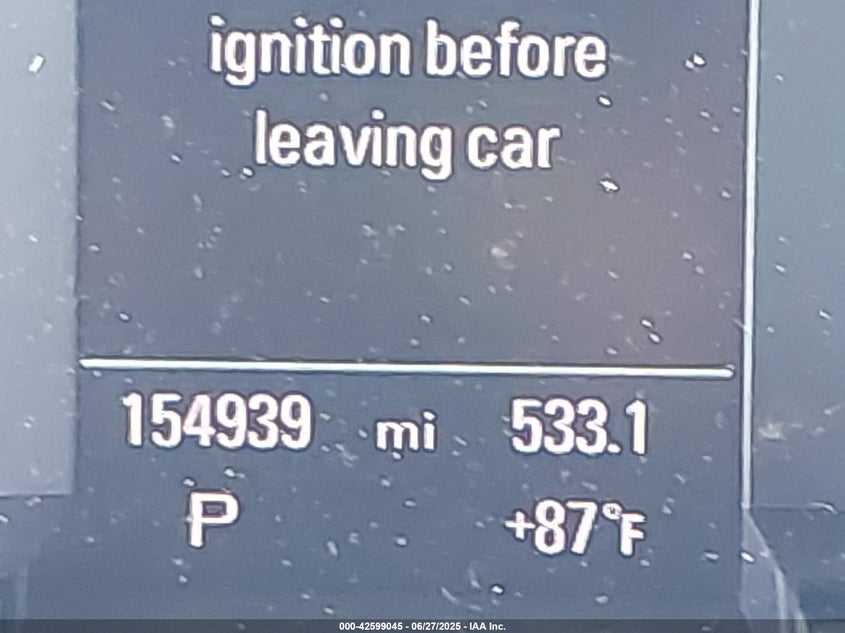 ignition before
leaving car
154939 mi 533.1
P +87°F
000-42599045 - 06/27/2025 - IAA Inc.